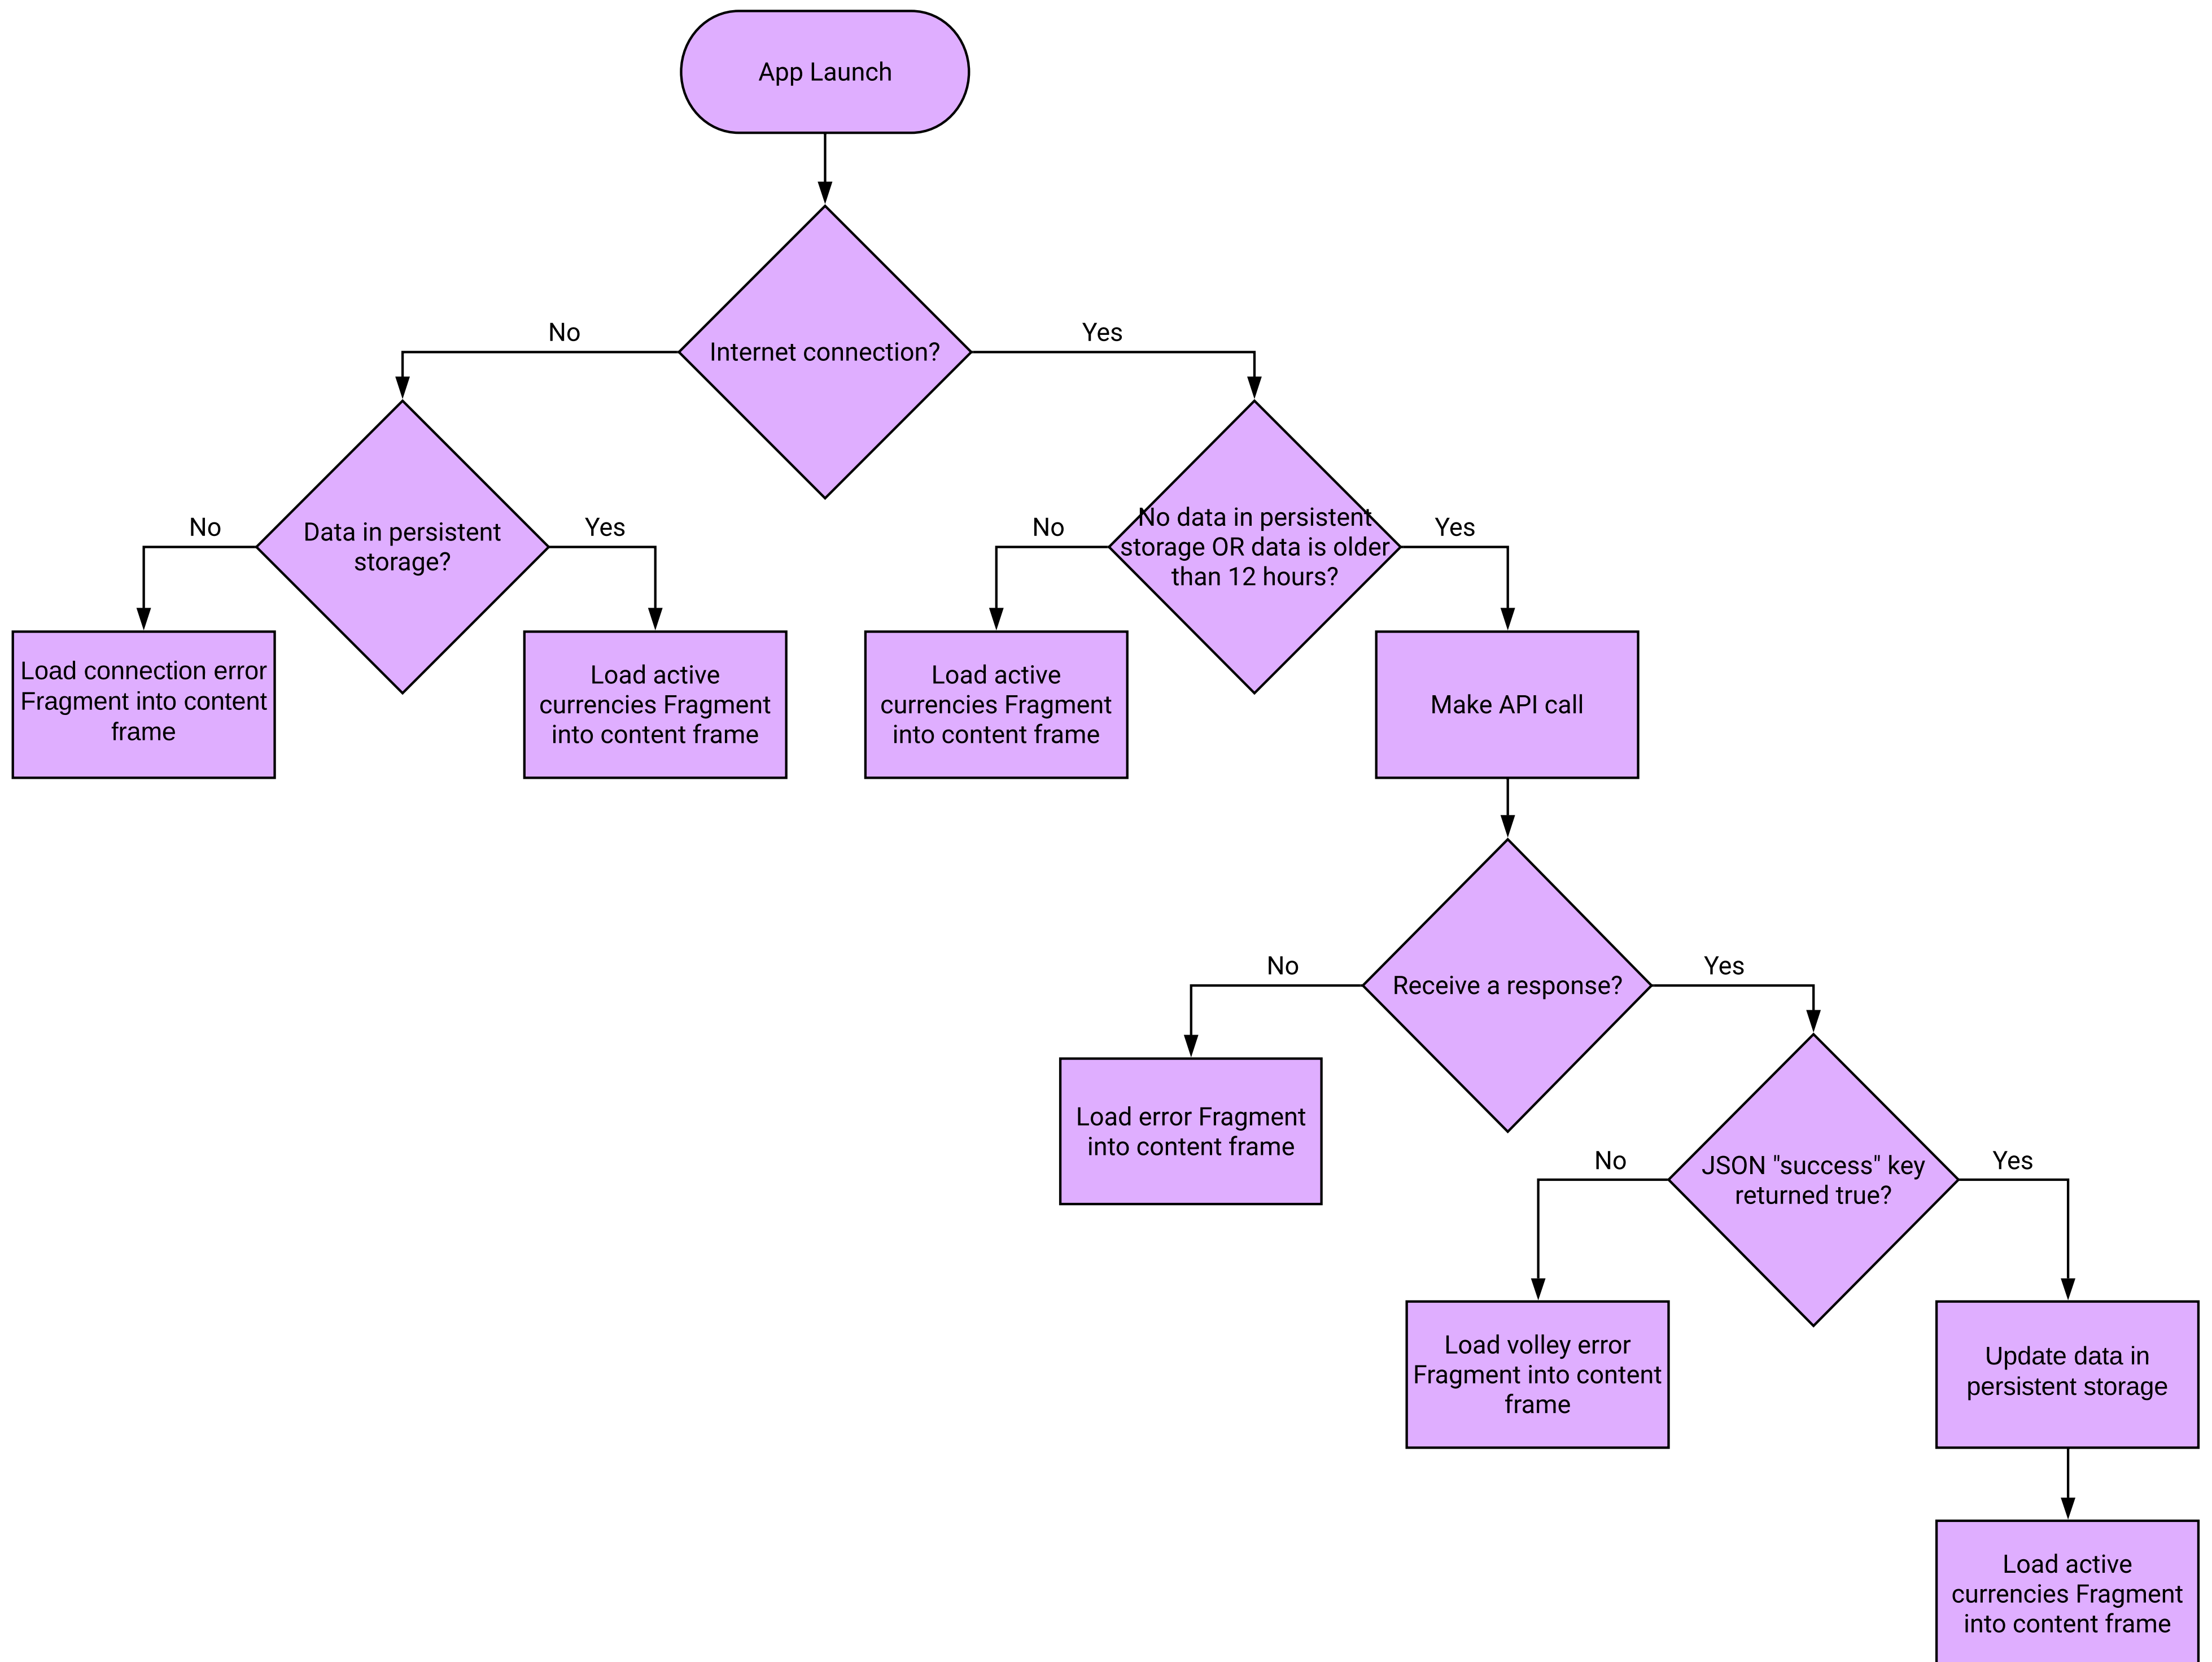 App Launch
Internet connection?
No
Yes
Data in persistent
storage?
No
Yes
No data in persistent
storage OR data is older
than 12 hours?
No
Yes
Load connection error
Fragment into content
frame
Load active
currencies Fragment
into content frame
Load active
currencies Fragment
into content frame
Make API call
Receive a response?
No
Yes
Load error Fragment
into content frame
JSON "success" key
returned true?
No
Yes
Load volley error
Fragment into content
frame
Update data in
persistent storage
Load active
currencies Fragment
into content frame